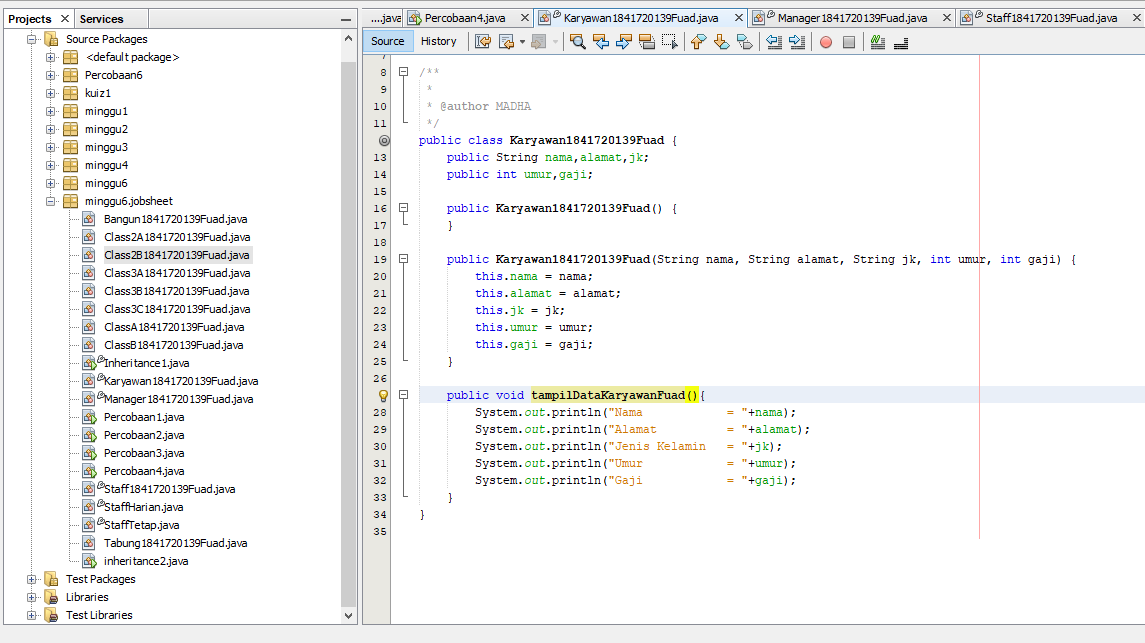 Projects
Services
Source Packages
<default package>
Percobaan6
kuiz1
minggu1
minggu2
minggu3
minggu4
minggu6
minggu6.jobsheet
Bangun1841720139Fuad.java
Class2A1841720139Fuad.java
Class2B1841720139Fuad.java
Class3A1841720139Fuad.java
Class3B1841720139Fuad.java
Class3C1841720139Fuad.java
ClassA1841720139Fuad.java
ClassB1841720139Fuad.java
Inheritance1.java
Karyawan1841720139Fuad.java
Manager1841720139Fuad.java
Percobaan1.java
Percobaan2.java
Percobaan3.java
Percobaan4.java
Staff1841720139Fuad.java
StaffHarian.java
StaffTetap.java
Tabung1841720139Fuad.java
inheritance2.java
Test Packages
Libraries
Test Libraries
....java Percobaan4.java Karyawan1841720139Fuad.java Manager1841720139Fuad.java Staff1841720139Fuad.java
Source History
7
8 /**
9 *
10 * @author MADHA
11 */
public class Karyawan1841720139Fuad {
13 public String nama,alamat,jk;
14 public int umur,gaji;
15
16 public Karyawan1841720139Fuad() {
17 }
18
19 public Karyawan1841720139Fuad(String nama, String alamat, String jk, int umur, int gaji) {
20 this.nama = nama;
21 this.alamat = alamat;
22 this.jk = jk;
23 this.umur = umur;
24 this.gaji = gaji;
25 }
26
public void tampilDataKaryawanFuad(){
28 System.out.println("Nama = "+nama);
29 System.out.println("Alamat = "+alamat);
30 System.out.println("Jenis Kelamin = "+jk);
31 System.out.println("Umur = "+umur);
32 System.out.println("Gaji = "+gaji);
33 }
34 }
35